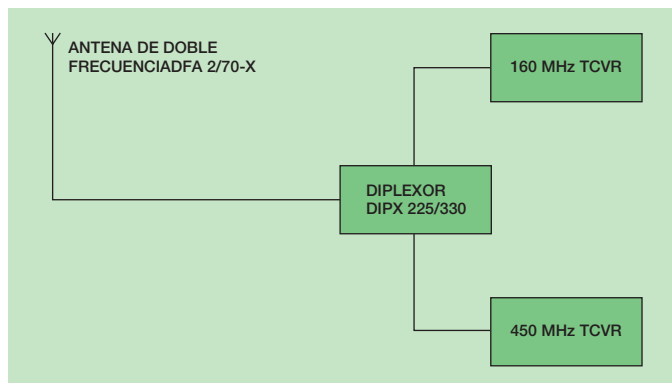 ANTENA DE DOBLE
FRECUENCIADFA 2/70-X
160 MHz TCVR
DIPLEXOR
DIPX 225/330
450 MHz TCVR